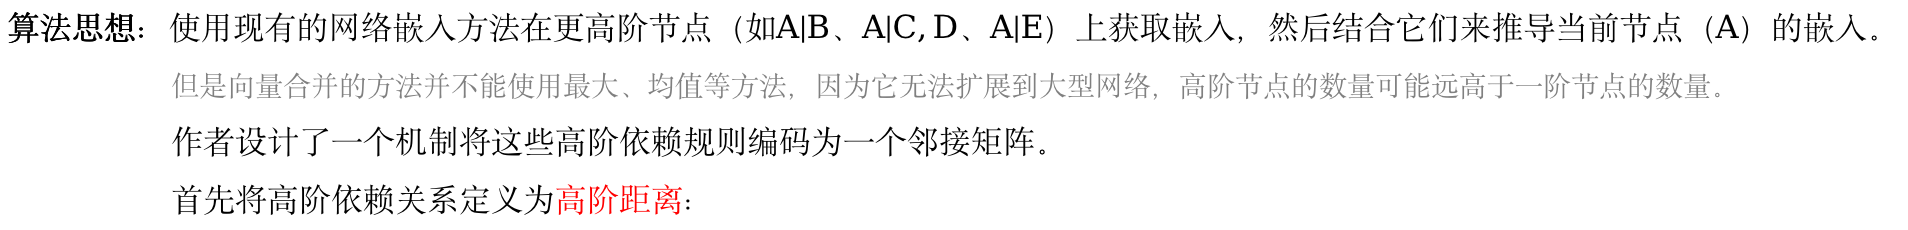 算法思想：使用现有的网络嵌入方法在更高阶节点（如A|B、A|C, D、A|E）上获取嵌入，然后结合它们来推导当前节点（A）的嵌入。
但是向量合并的方法并不能使用最大、均值等方法，因为它无法扩展到大型网络，高阶节点的数量可能远高于一阶节点的数量。
作者设计了一个机制将这些高阶依赖规则编码为一个邻接矩阵。
首先将高阶依赖关系定义为高阶距离：